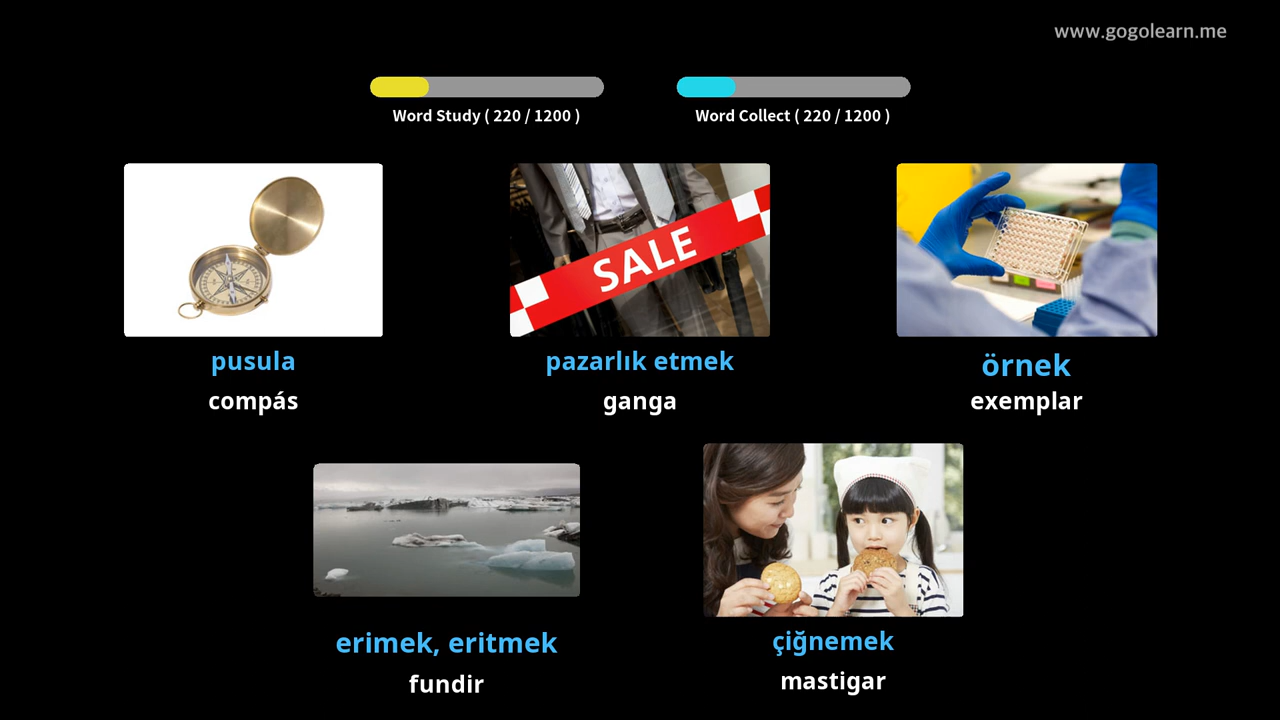 www.gogolearn.me
Word Study ( 220 / 1200 )
Word Collect ( 220 / 1200 )
SALE
pusula
pazarlık etmek
örnek
compás
ganga
exemplar
erimek, eritmek
çiğnemek
fundir
mastigar